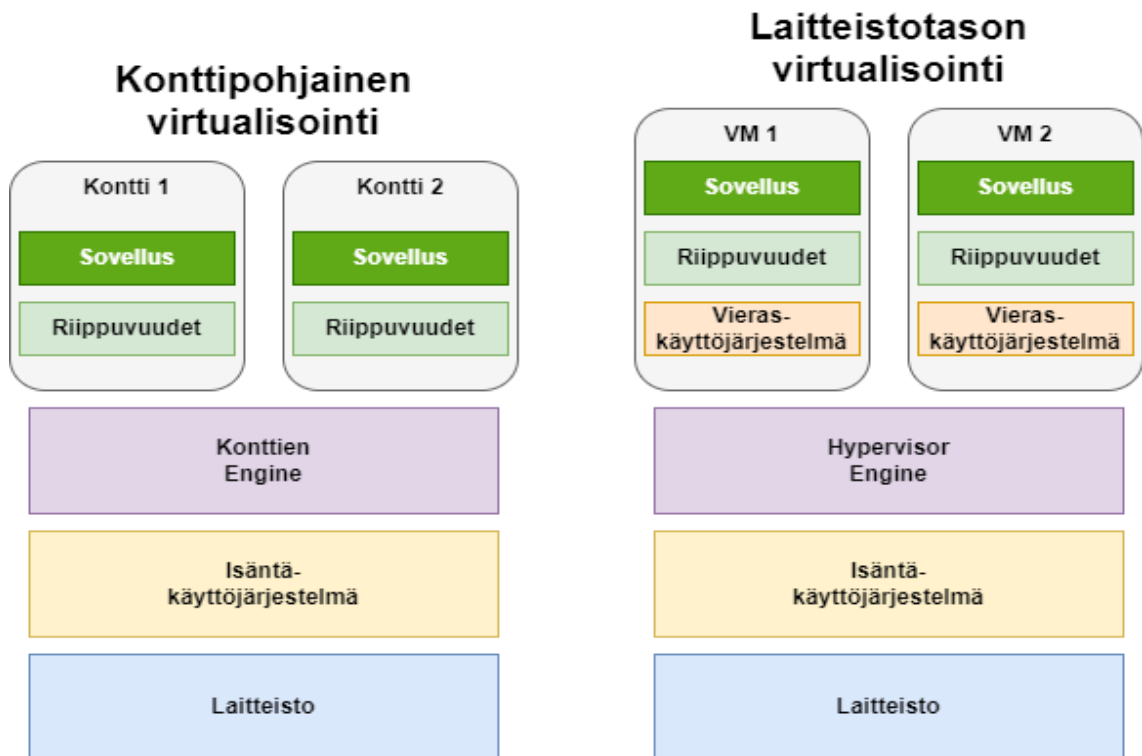 Konttipohjainen
virtualisointi
Kontti 1
Sovellus
Riippuvuudet
Kontti 2
Sovellus
Riippuvuudet
Konttien
Engine
Isäntä-
käyttöjärjestelmä
Laitteisto
Laitteistotason
virtualisointi
VM 1
Sovellus
Riippuvuudet
Vieras-
käyttöjärjestelmä
VM 2
Sovellus
Riippuvuudet
Vieras-
käyttöjärjestelmä
Hypervisor
Engine
Isäntä-
käyttöjärjestelmä
Laitteisto